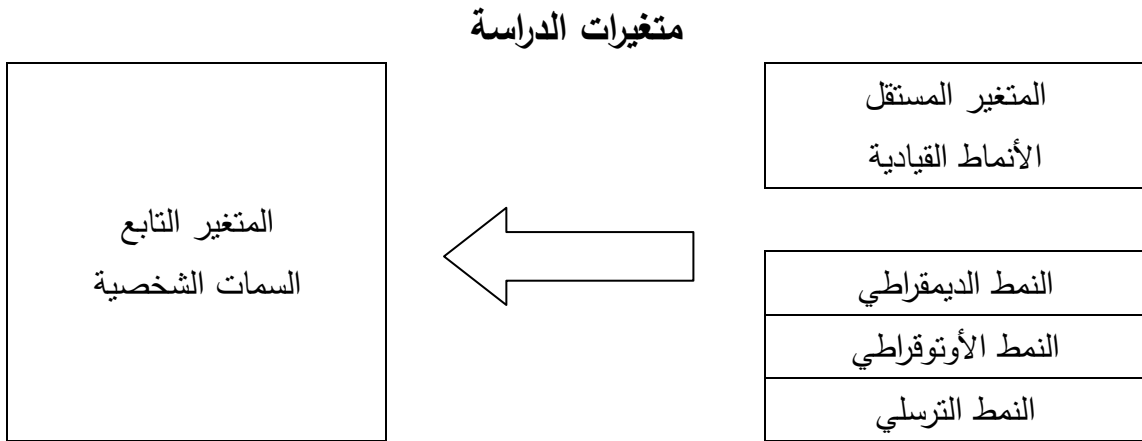 متغيرات الدراسة
المتغير المستقل
الأنماط القيادية
النمط الديمقراطي
النمط الأوتوقراطي
النمط الترسلي
المتغير التابع
السمات الشخصية